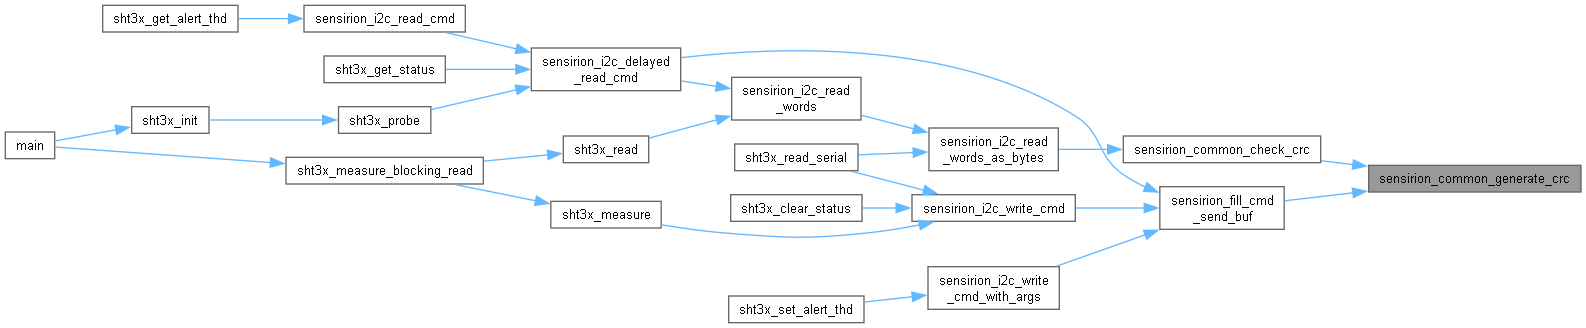 sht3x_get_alert_thd
sensirion_i2c_read_cmd
sht3x_get_status
sensirion_i2c_delayed
_read_cmd
main
sht3x_init
sht3x_probe
sensirion_i2c_read
_words
sht3x_measure_blocking_read
sht3x_read
sht3x_read_serial
sensirion_i2c_read
_words_as_bytes
sensirion_common_check_crc
sensirion_common_generate_crc
sht3x_measure
sht3x_clear_status
sensirion_i2c_write_cmd
sensirion_fill_cmd
_send_buf
sensirion_i2c_write
_cmd_with_args
sht3x_set_alert_thd